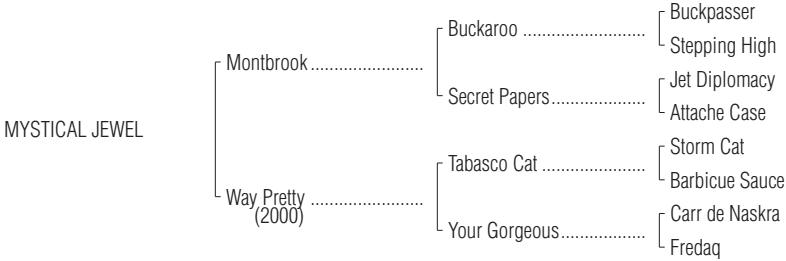 Buckpasser
Buckaroo ............................
Stepping High
Montbrook..........................
Jet Diplomacy
Secret Papers.....................
Attache Case
MYSTICAL JEWEL
Storm Cat
Tabasco Cat ........................
Barbicue Sauce
Way Pretty ..........................
(2000)
Carr de Naskra
Your Gorgeous...................
Fredaq